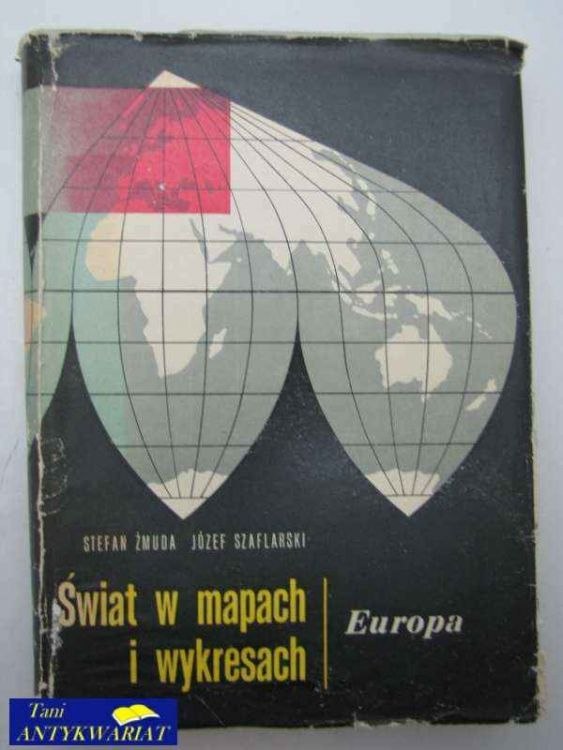 STEFAN ŻMUDA JÓZEF SZAFLARSKI
Świat w mapach
i wykresach
Europa
Tani
ANTYKWARIAT